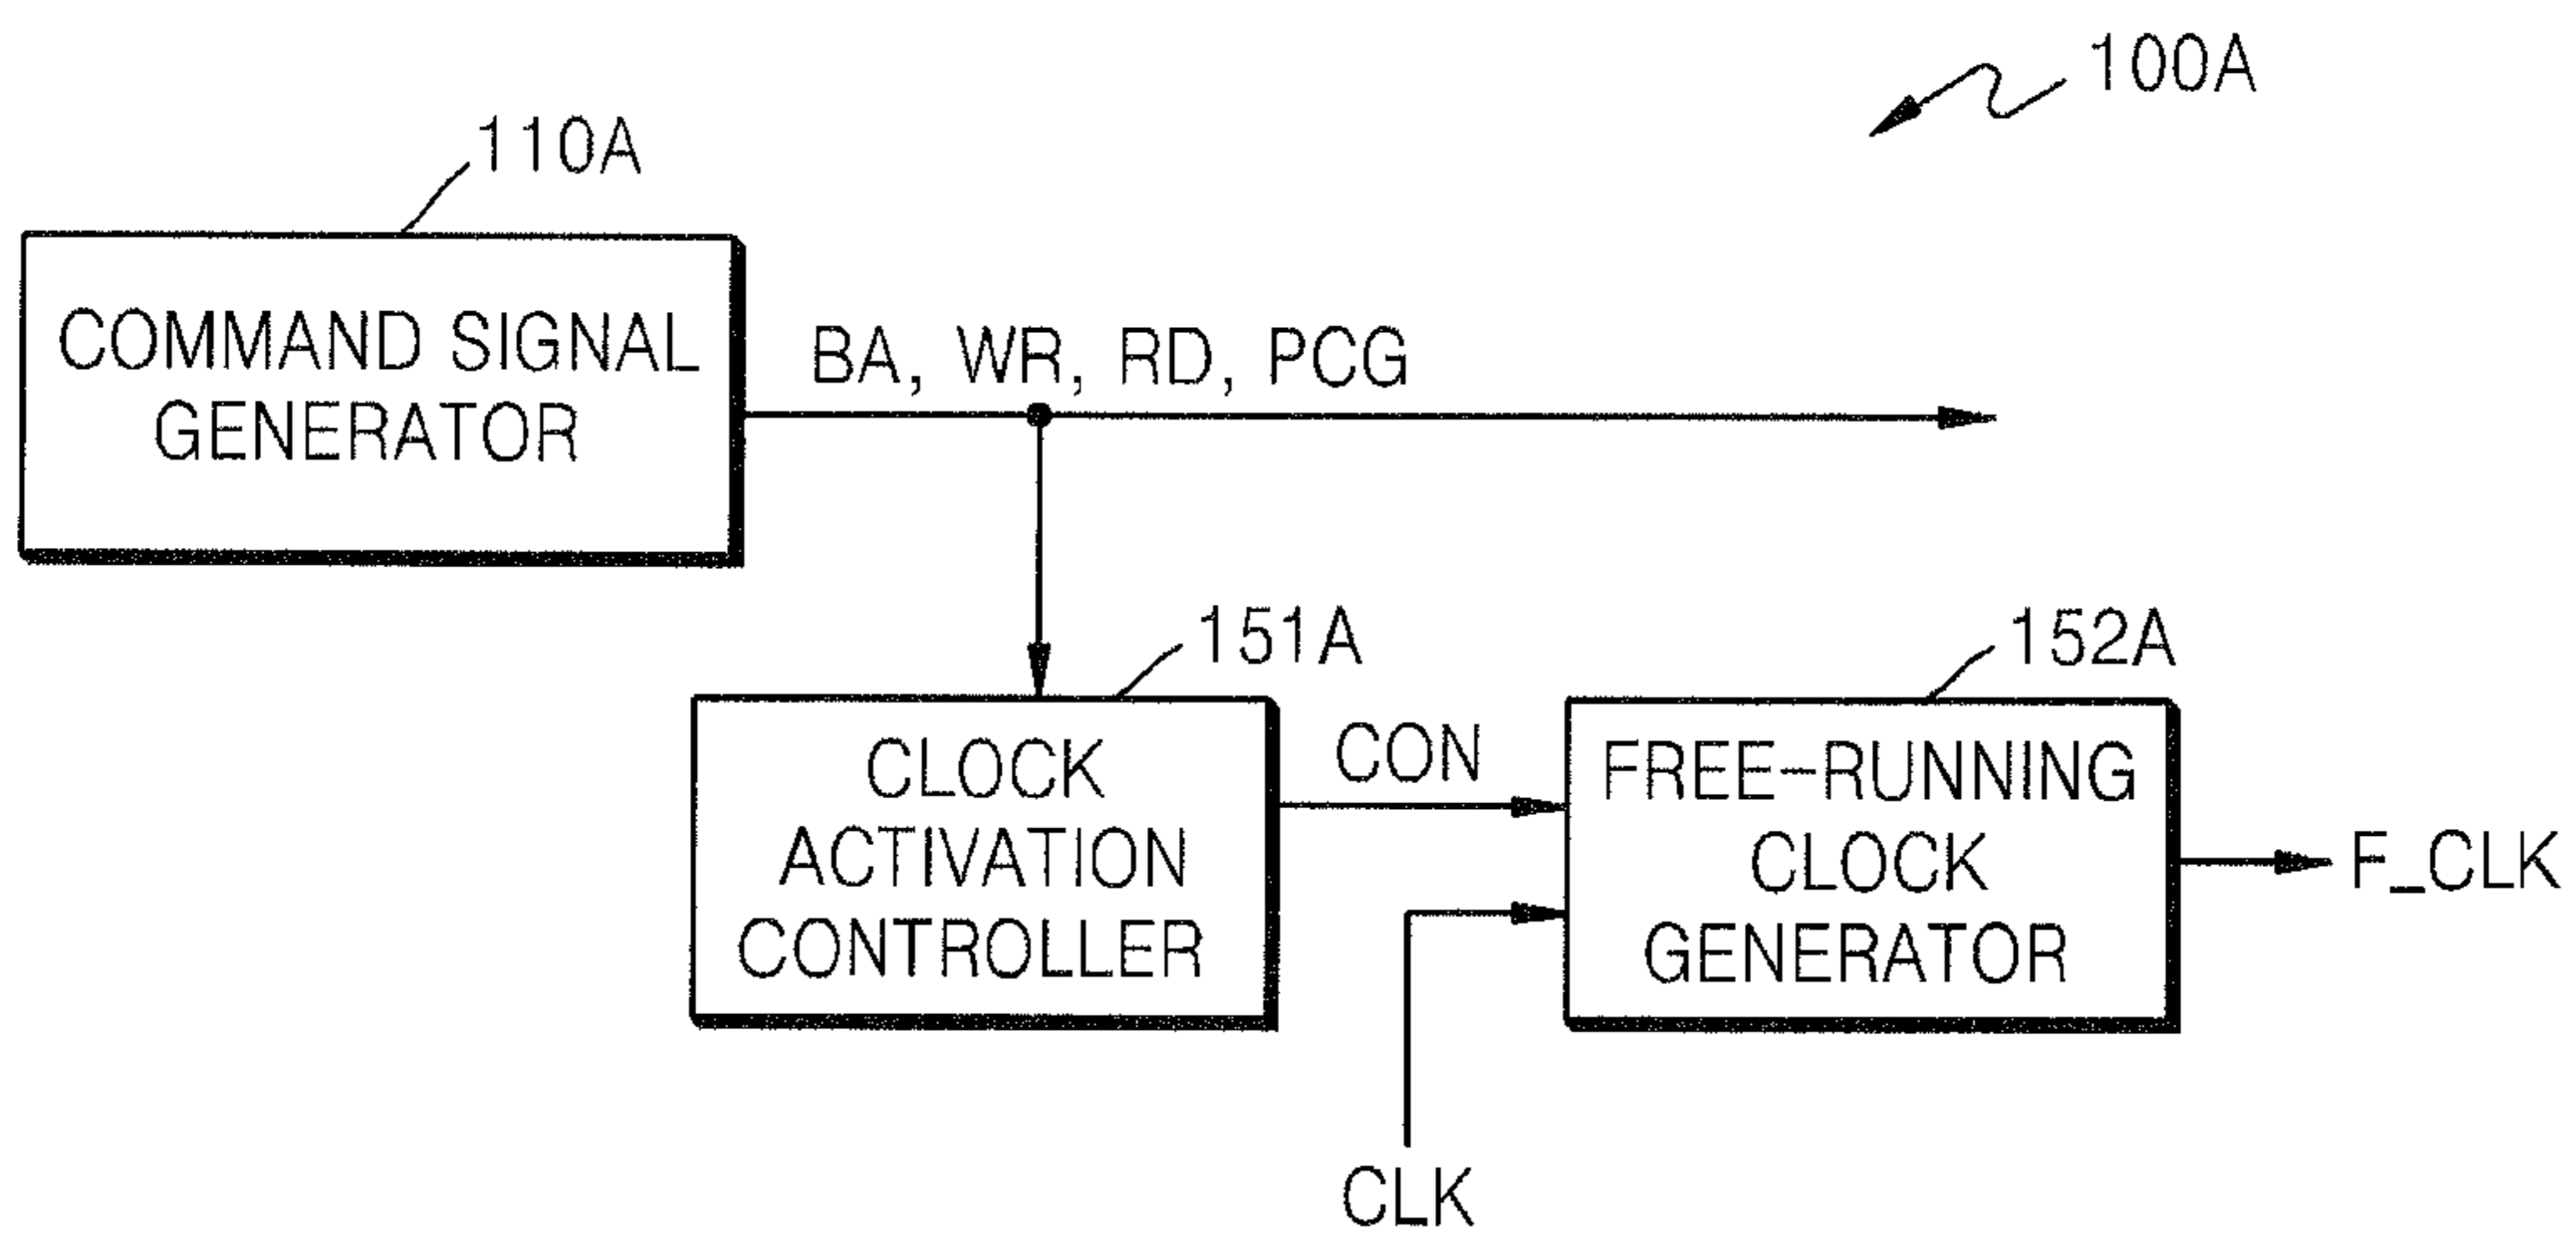 100A
110A
COMMAND SIGNAL
GENERATOR
BA, WR, RD, PCG
151A
152A
CLOCK
ACTIVATION
CONTROLLER
CON
FREE-RUNNING
CLOCK
GENERATOR
F_CLK
CLK